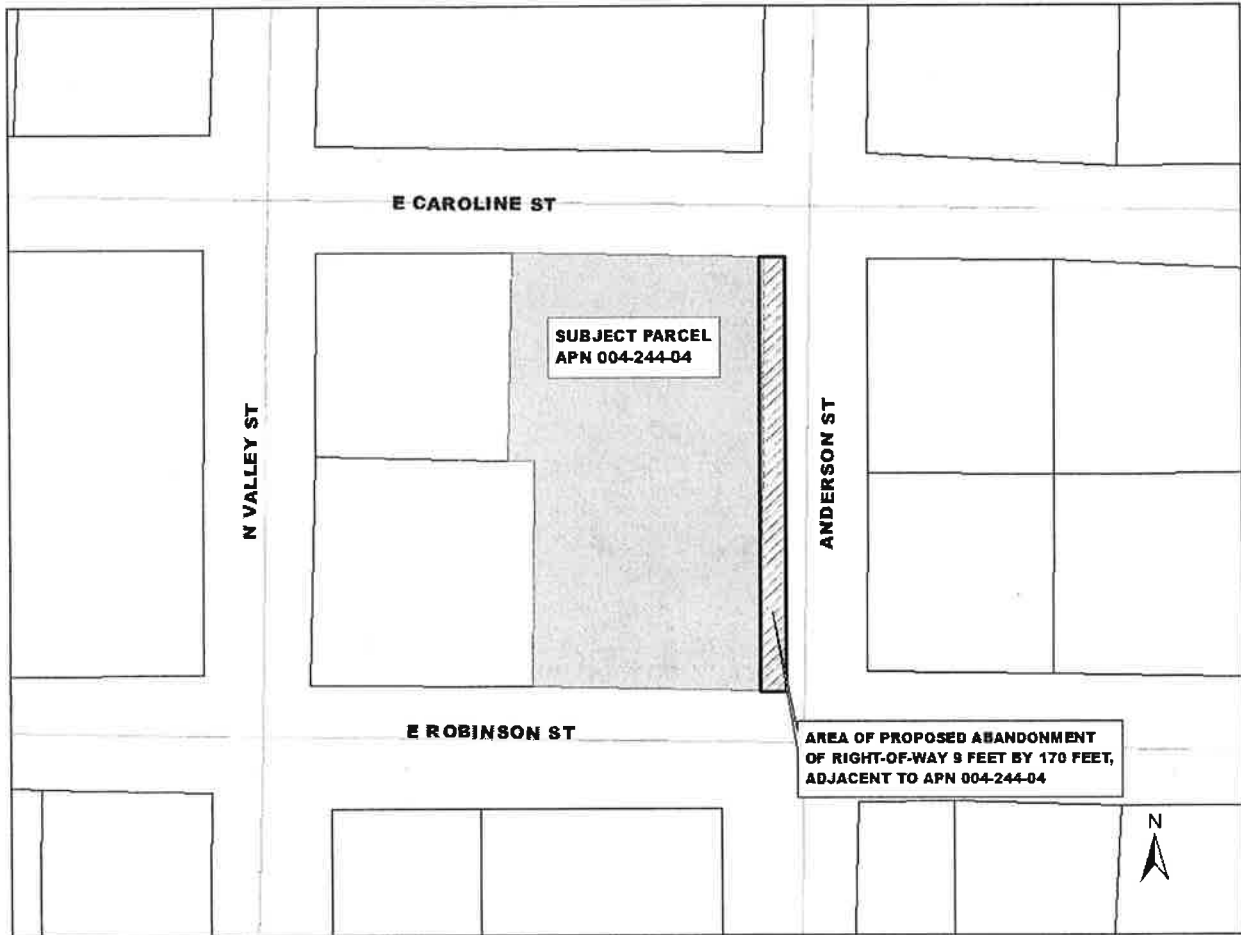 E CAROLINE ST
SUBJECT PARCEL
APN 004-244-04
N VALLEY ST
ANDERSON ST
E ROBINSON ST
AREA OF PROPOSED ABANDONMENT
OF RIGHT-OF-WAY 9 FEET BY 170 FEET,
ADJACENT TO APN 004-244-04
N